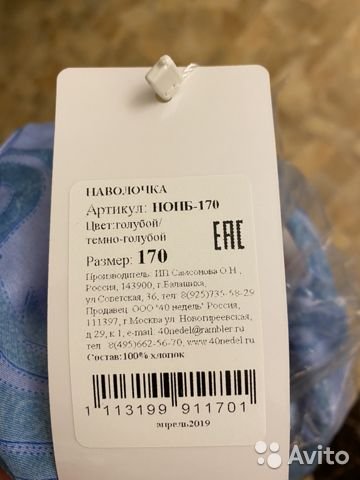 НАВОЛОЧКА
Артикул: НОПБ-170
Цвет:голубой/
темно-голубой
EAC
Размер: 170
Производитель: ИП Самсонова О.Н.,
Россия, 143900, г.Балашиха,
ул.Советская, 36, тел: 8(925)735-58-29
Продавец: ООО "40 недель" Россия,
111397, г.Москва ул. Новогиреевская,
д.29, к.1, e-mail: 40nedel@rambler.ru
тел: 8(495)662-56-70, www.40nedel.ru
Состав:100% хлопок
1 113199 911701
апрель.2019
Avito